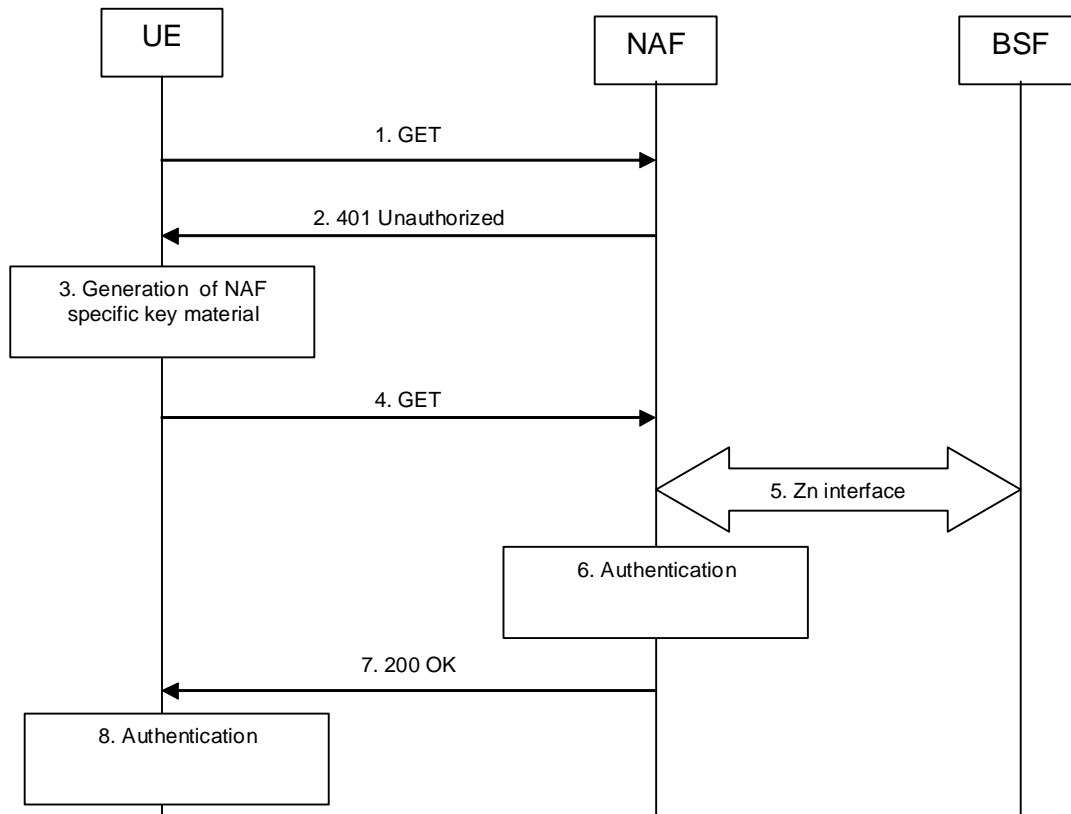 UE
NAF
BSF
1. GET
2. 401 Unauthorized
3. Generation of NAF
specific key material
4. GET
5. Zn interface
6. Authentication
7. 200 OK
8. Authentication